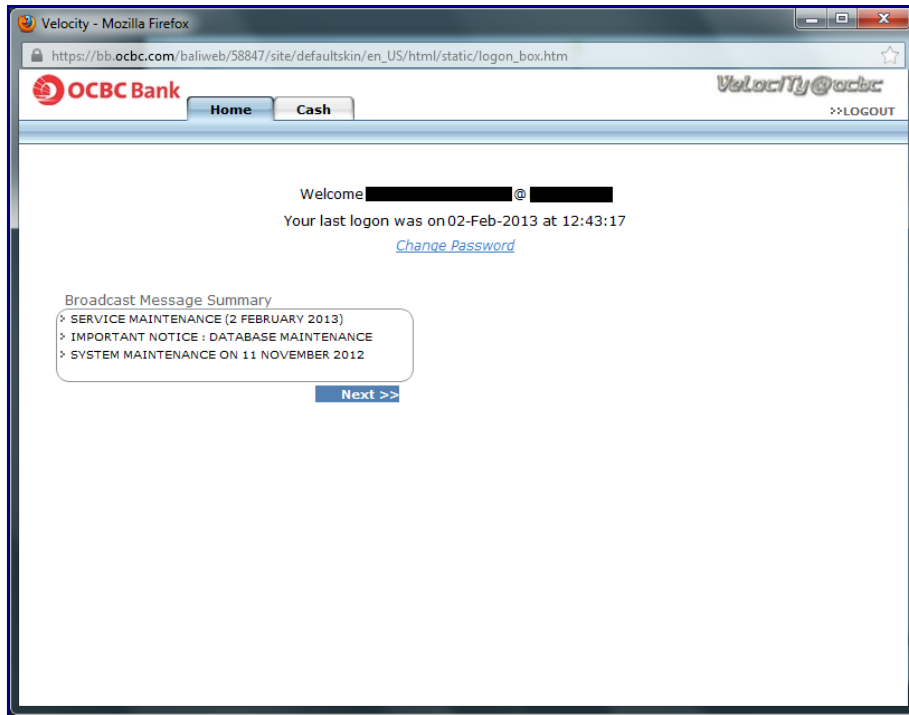 Velocity - Mozilla Firefox
https://bb.ocbc.com/baliweb/58847/site/defaultskin/en_US/html/static/logon_box.htm
OCBC Bank
Velocity@ocbc
Home Cash
>>LOGOUT
Welcome @
Your last logon was on 02-Feb-2013 at 12:43:17
Change Password
Broadcast Message Summary
SERVICE MAINTENANCE (2 FEBRUARY 2013)
IMPORTANT NOTICE : DATABASE MAINTENANCE
SYSTEM MAINTENANCE ON 11 NOVEMBER 2012
Next >>